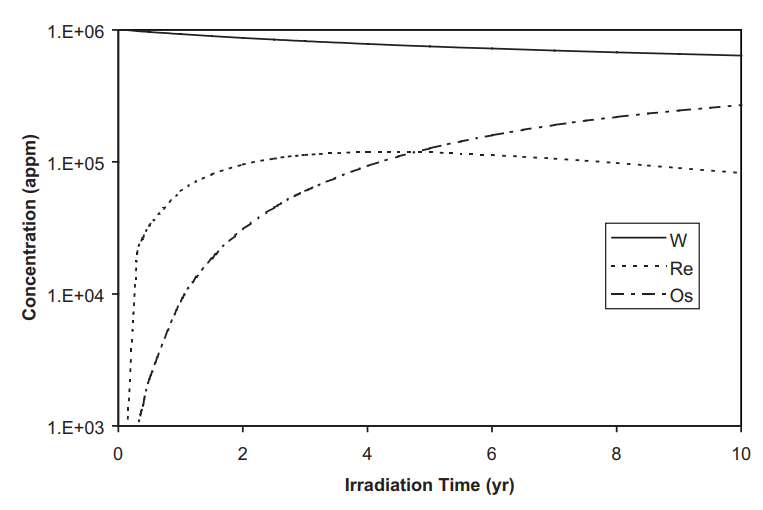 1.E+06
1.E+05
1.E+04
1.E+03
Concentration (appm)
W
Re
Os
0 2 4 6 8 10
Irradiation Time (yr)